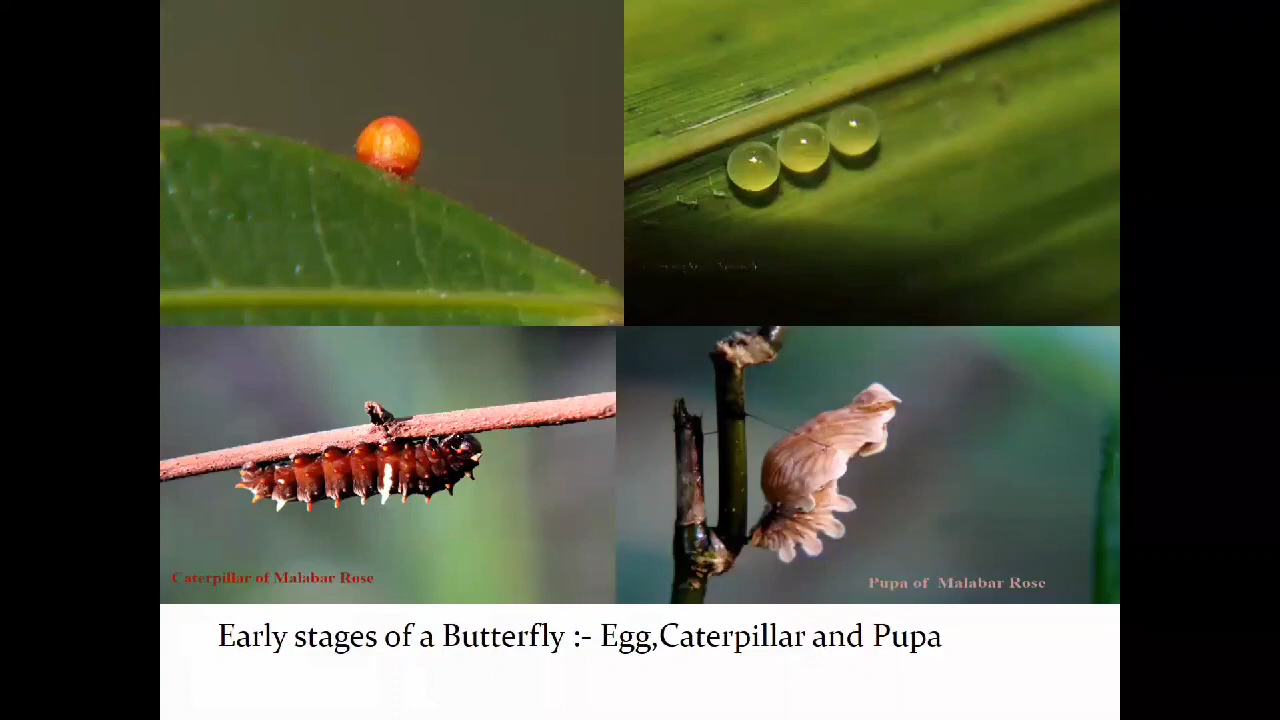 Caterpillar of Malabar Rose
Pupa of Malabar Rose
Early stages of a Butterfly :- Egg,Caterpillar and Pupa